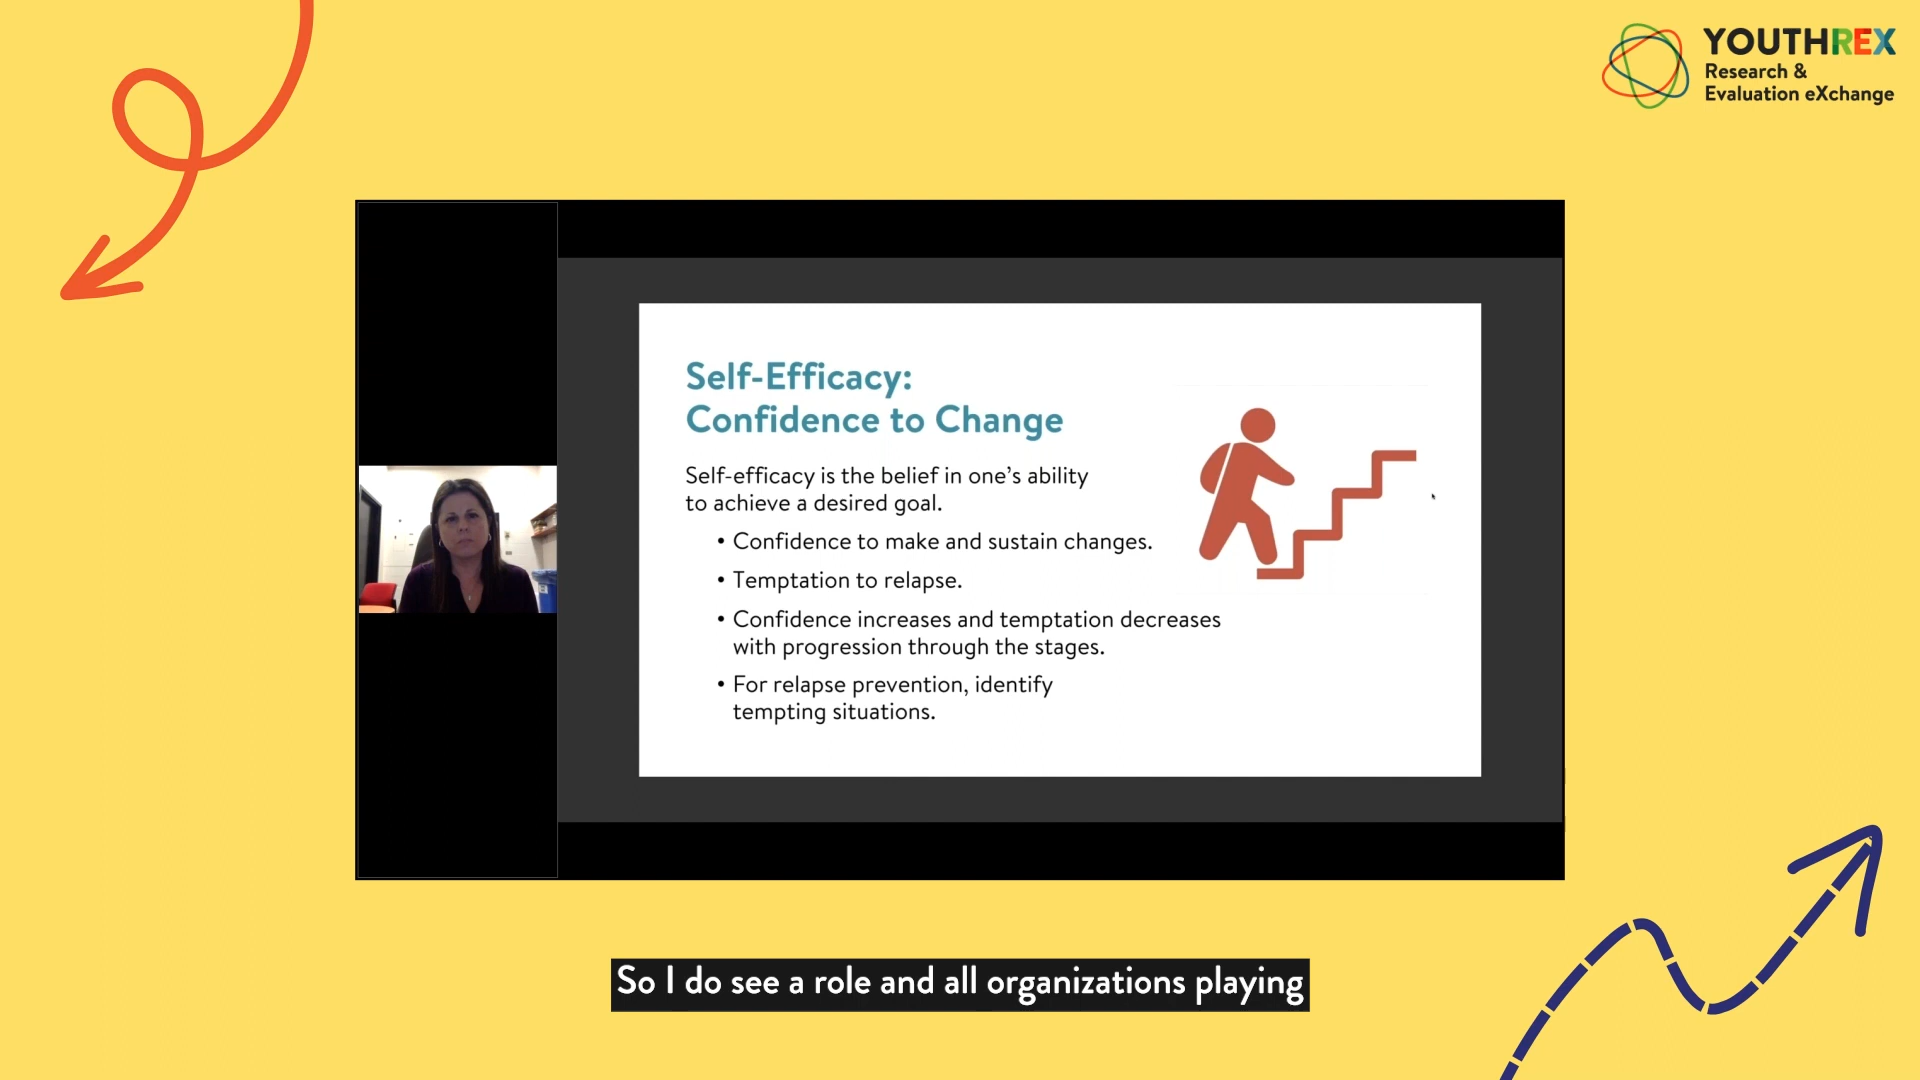 YOUTHREX
Research &
Evaluation eXchange
Self-Efficacy:
Confidence to Change
Self-efficacy is the belief in one's ability
to achieve a desired goal.
• Confidence to make and sustain changes.
• Temptation to relapse.
• Confidence increases and temptation decreases
with progression through the stages.
• For relapse prevention, identify
tempting situations.
So I do see a role and all organizations playing